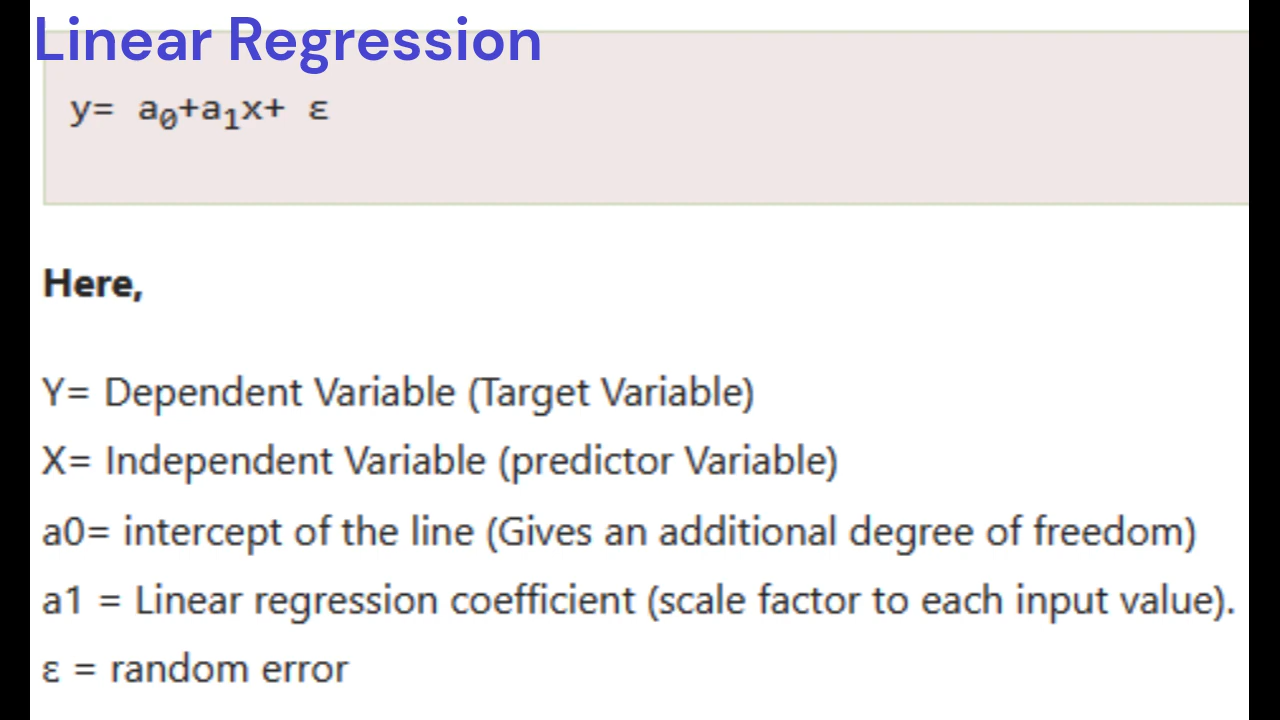 Linear Regression
y= a₀+a₁x+ ε
Here,
Y= Dependent Variable (Target Variable)
X= Independent Variable (predictor Variable)
a0= intercept of the line (Gives an additional degree of freedom)
a1 = Linear regression coefficient (scale factor to each input value).
ε = random error